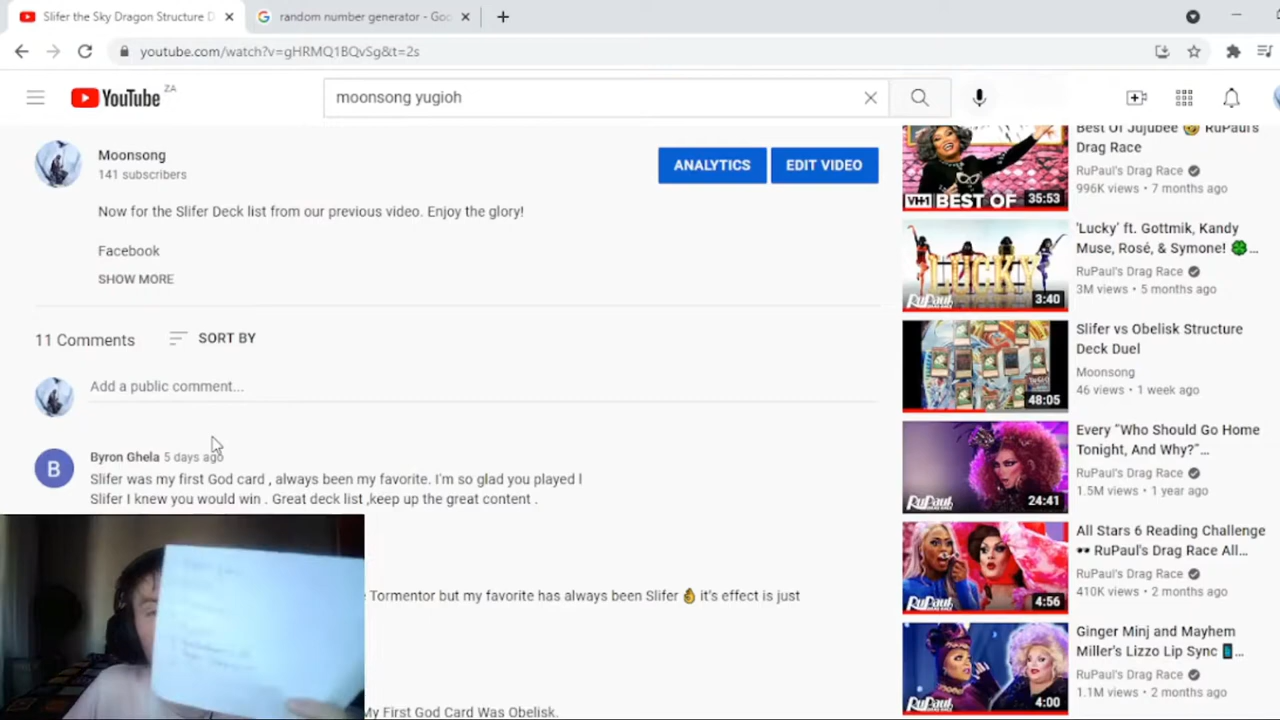 Slifer the Sky Dragon Structure D
random number generator - Goo
youtube.com/watch?v=gHRMQ1BQvSg&t=2s
YouTube ZA
moonsong yugioh
Moonsong
141 subscribers
ANALYTICS
EDIT VIDEO
Now for the Slifer Deck list from our previous video. Enjoy the glory!
Facebook
SHOW MORE
11 Comments
SORT BY
Add a public comment...
Byron Ghela 5 days ago
B
Slifer was my first God card , always been my favorite. I'm so glad you played I
Slifer I knew you would win . Great deck list ,keep up the great content .
Tormentor but my favorite has always been Slifer 👌 it's effect is just
My First God Card Was Obelisk.
Best Of Jujubee 🤣 RuPaul's
Drag Race
RuPaul's Drag Race
996K views • 7 months ago
VH1 BEST OF
35:53
'Lucky' ft. Gottmik, Kandy
Muse, Rosé, & Symone! 🍀 ...
RuPaul's Drag Race
3M views • 5 months ago
LUCKY
RuPaul's
3:40
Slifer vs Obelisk Structure
Deck Duel
Moonsong
46 views • 1 week ago
48:05
Every "Who Should Go Home
Tonight, And Why?"...
RuPaul's Drag Race
1.5M views • 1 year ago
RuPaul's
24:41
All Stars 6 Reading Challenge
👀 RuPaul's Drag Race All...
RuPaul's Drag Race
410K views • 2 months ago
RuPaul's
4:56
Ginger Minj and Mayhem
Miller's Lizzo Lip Sync 📱...
RuPaul's Drag Race
1.1M views • 2 months ago
RuPaul's
4:00